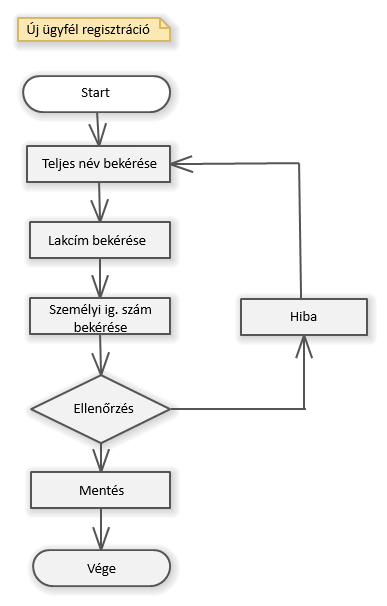 Új ügyfél regisztráció
Start
Teljes név bekérése
Lakcím bekérése
Személyi ig. szám
bekérése
Hiba
Ellenőrzés
Mentés
Vége